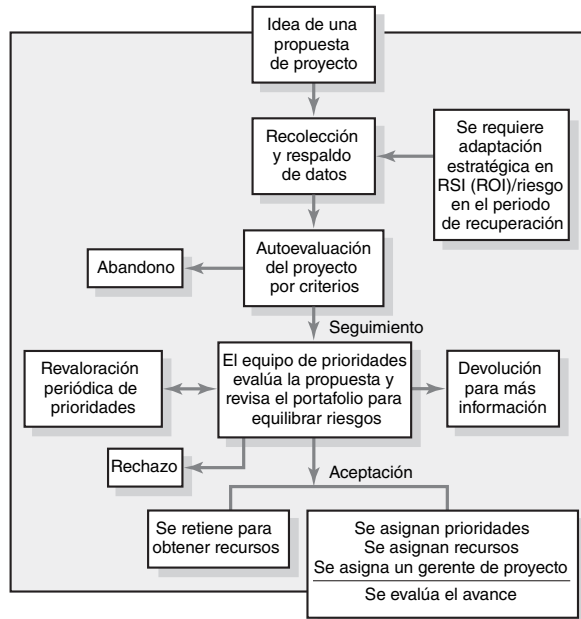 Idea de una
propuesta
de proyecto
Recolección
y respaldo
de datos
Se requiere
adaptación
estratégica en
RSI (ROI)/riesgo
en el periodo
de recuperación
Abandono
Autoevaluación
del proyecto
por criterios
Seguimiento
Revaloración
periódica de
prioridades
El equipo de prioridades
evalúa la propuesta y
revisa el portafolio para
equilibrar riesgos
Devolución
para más
información
Rechazo
Aceptación
Se retiene para
obtener recursos
Se asignan prioridades
Se asignan recursos
Se asigna un gerente de proyecto
Se evalúa el avance